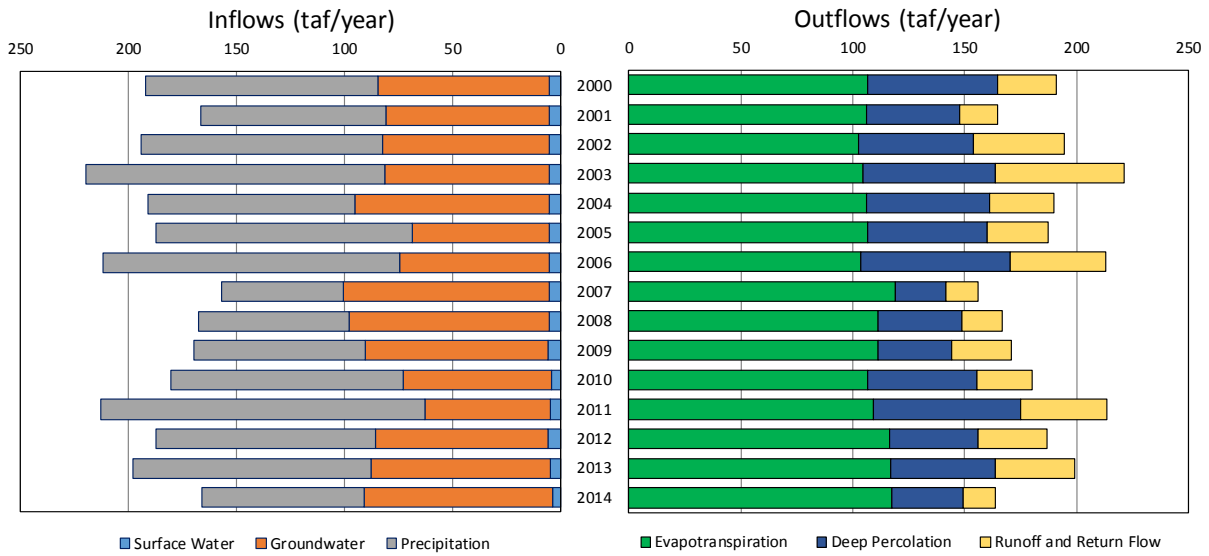 Inflows (taf/year)
Outflows (taf/year)
250 200 150 100 50 0
0 50 100 150 200 250
2000
2001
2002
2003
2004
2005
2006
2007
2008
2009
2010
2011
2012
2013
2014
Surface Water Groundwater Precipitation
Evapotranspiration Deep Percolation Runoff and Return Flow